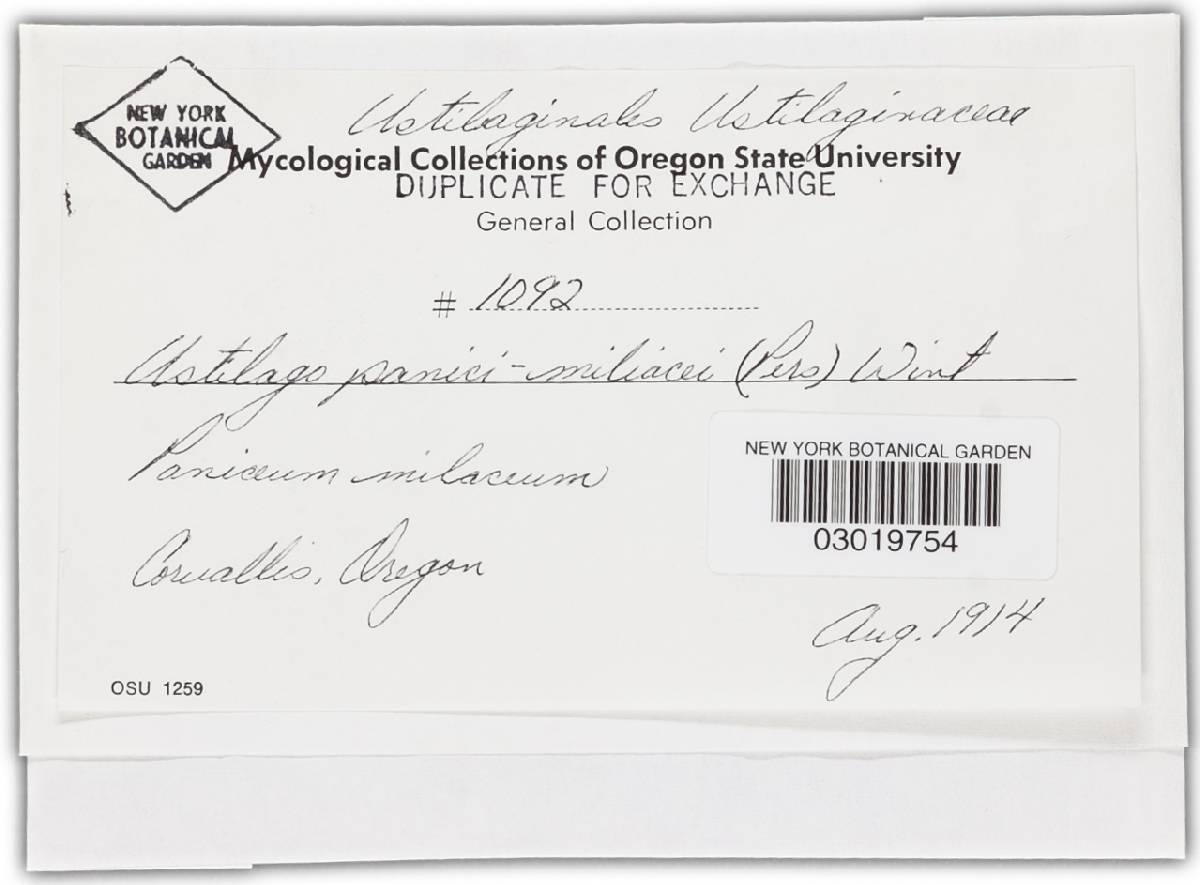 NEW YORK
BOTANICAL
GARDEN
Ustilaginales Ustilaginaceae
Mycological Collections of Oregon State University
DUPLICATE FOR EXCHANGE
General Collection
# 1092
Ustilago panici-miliacei (Pers) Wint
Paniceum milaceum
NEW YORK BOTANICAL GARDEN
03019754
Corvallis, Oregon
Aug. 1914
OSU 1259